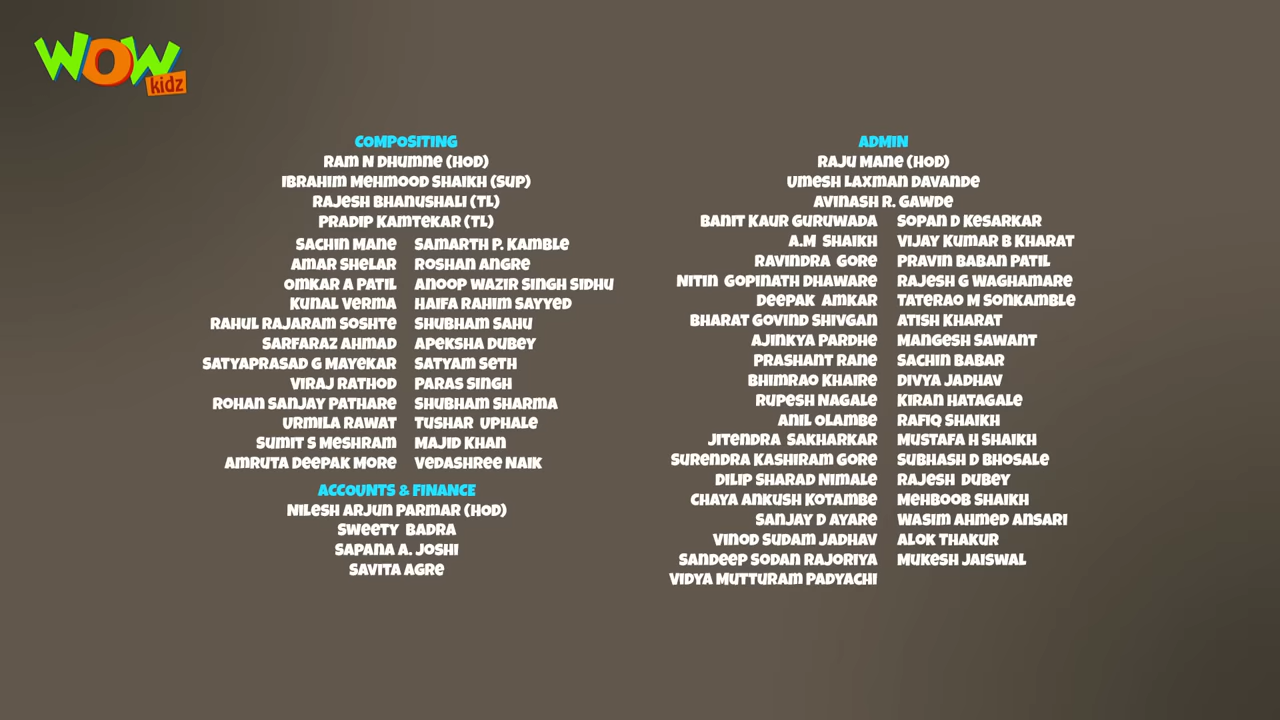 WOW
kidz
COMPOSITING
RAM N DHUMNE (HOD)
IBRAHIM MEHMOOD SHAIKH (SUP)
RAJESH BHANUSHALI (TL)
PRADIP KAMTEKAR (TL)
SACHIN MANE SAMARTH P. KAMBLE
AMAR SHELAR ROSHAN ANGRE
OMKAR A PATIL ANOOP WAZIR SINGH SIDHU
KUNAL VERMA HAIFA RAHIM SAYYED
RAHUL RAJARAM SOSHTE SHUBHAM SAHU
SARFARAZ AHMAD APEKSHA DUBEY
SATYAPRASAD G MAYEKAR SATYAM SETH
VIRAJ RATHOD PARAS SINGH
ROHAN SANJAY PATHARE SHUBHAM SHARMA
URMILA RAWAT TUSHAR UPHALE
SUMIT S MESHRAM MAJID KHAN
AMRUTA DEEPAK MORE VEDASHREE NAIK
ACCOUNTS & FINANCE
NILESH ARJUN PARMAR (HOD)
SWEETY BADRA
SAPANA A. JOSHI
SAVITA AGRE
ADMIN
RAJU MANE (HOD)
UMESH LAXMAN DAVANDE
AVINASH R. GAWDE
BANIT KAUR GURUWADA SOPAN D KESARKAR
A.M SHAIKH VIJAY KUMAR B KHARAT
RAVINDRA GORE PRAVIN BABAN PATIL
NITIN GOPINATH DHAWARE RAJESH G WAGHAMARE
DEEPAK AMKAR TATERAO M SONKAMBLE
BHARAT GOVIND SHIVGAN ATISH KHARAT
AJINKYA PARDHE MANGESH SAWANT
PRASHANT RANE SACHIN BABAR
BHIMRAO KHAIRE DIVYA JADHAV
RUPESH NAGALE KIRAN HATAGALE
ANIL OLAMBE RAFIQ SHAIKH
JITENDRA SAKHARKAR MUSTAFA H SHAIKH
SURENDRA KASHIRAM GORE SUBHASH D BHOSALE
DILIP SHARAD NIMALE RAJESH DUBEY
CHAYA ANKUSH KOTAMBE MEHBOOB SHAIKH
SANJAY D AYARE WASIM AHMED ANSARI
VINOD SUDAM JADHAV ALOK THAKUR
SANDEEP SODAN RAJORIYA MUKESH JAISWAL
VIDYA MUTTURAM PADYACHI